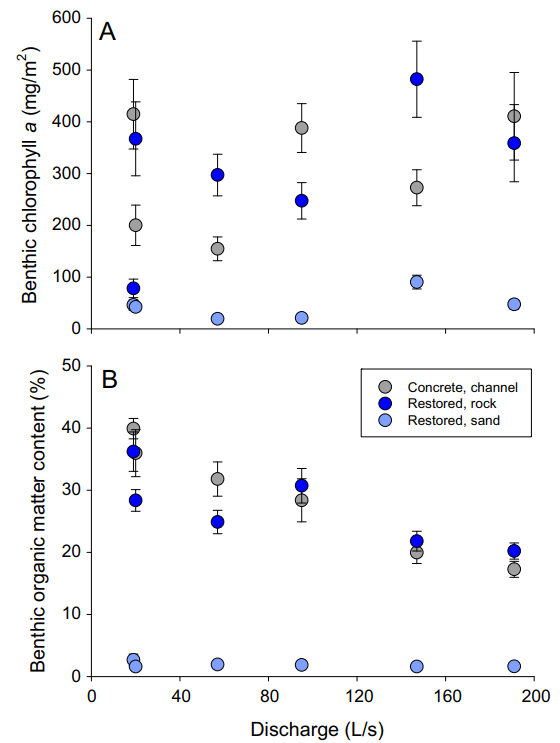 A
600
500
400
300
200
100
0
Benthic chlorophyll a (mg/m²)
B
50
40
30
20
10
0
Benthic organic matter content (%)
Concrete, channel
Restored, rock
Restored, sand
0 40 80 120 160 200
Discharge (L/s)